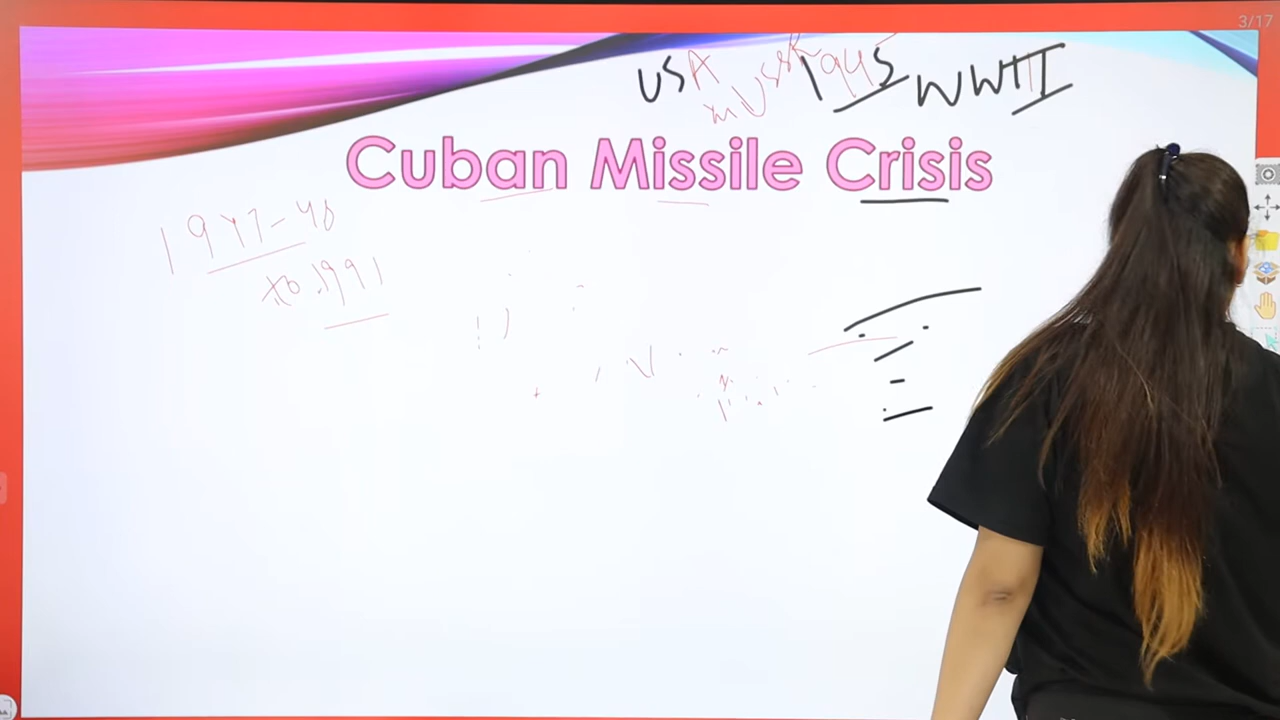 3/17
USA 1945 WWII
USSR
Cuban Missile Crisis
1947-48
to 1991